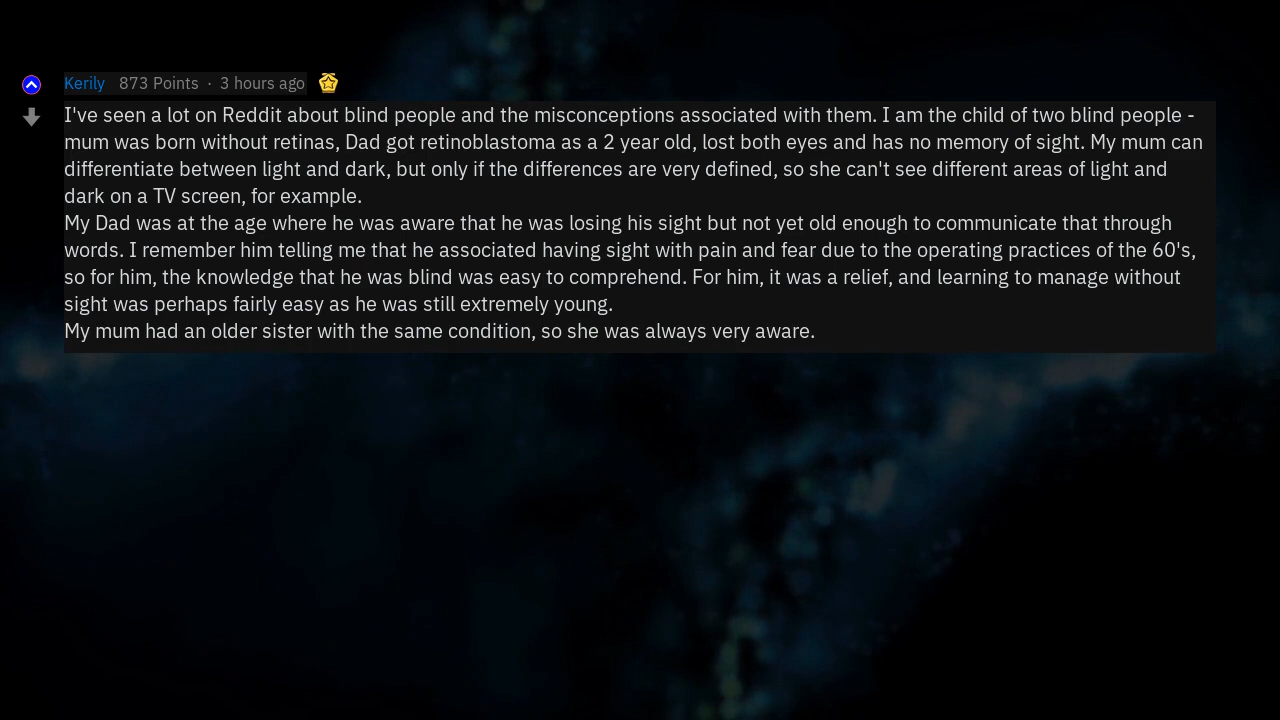 Kerily 873 Points · 3 hours ago
I've seen a lot on Reddit about blind people and the misconceptions associated with them. I am the child of two blind people -
mum was born without retinas, Dad got retinoblastoma as a 2 year old, lost both eyes and has no memory of sight. My mum can
differentiate between light and dark, but only if the differences are very defined, so she can't see different areas of light and
dark on a TV screen, for example.
My Dad was at the age where he was aware that he was losing his sight but not yet old enough to communicate that through
words. I remember him telling me that he associated having sight with pain and fear due to the operating practices of the 60's,
so for him, the knowledge that he was blind was easy to comprehend. For him, it was a relief, and learning to manage without
sight was perhaps fairly easy as he was still extremely young.
My mum had an older sister with the same condition, so she was always very aware.